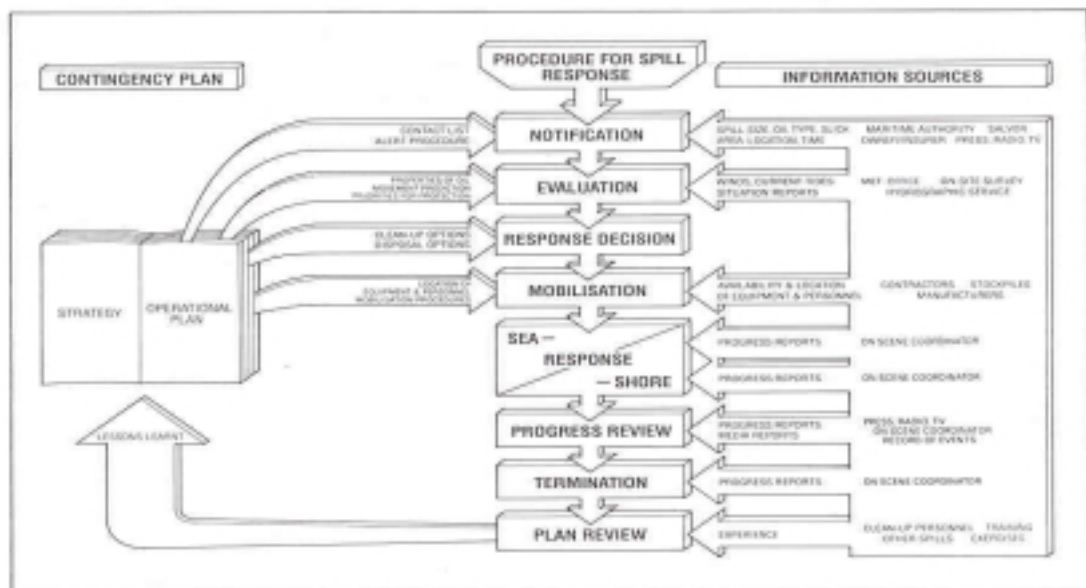 PROCEDURE FOR SPILL
RESPONSE
CONTINGENCY PLAN
INFORMATION SOURCES
CONTACT LIST
ALERT PROCEDURE
NOTIFICATION
SPILL SIZE, OIL TYPE, SLICK
AREA, LOCATION, TIME
MARITIME AUTHORITY SALVOR
OWNER/INSURER PRESS, RADIO, TV
PROPERTIES OF OIL
MOVEMENT PREDICTION
PRIORITIES FOR PROTECTION
EVALUATION
WINDS, CURRENT, TIDES
SITUATION REPORTS
MET. OFFICE ON-SITE SURVEY
HYDROGRAPHIC SERVICE
CLEAN-UP OPTIONS
DISPOSAL OPTIONS
RESPONSE DECISION
LOCATION OF
EQUIPMENT & PERSONNEL
MOBILISATION PROCEDURES
MOBILISATION
AVAILABILITY & LOCATION
OF EQUIPMENT & PERSONNEL
CONTRACTORS STOCKPILES
MANUFACTURERS
STRATEGY
OPERATIONAL
PLAN
SEA –
RESPONSE
– SHORE
PROGRESS REPORTS ON SCENE COORDINATOR
PROGRESS REPORTS ON SCENE COORDINATOR
LESSONS LEARNT
PROGRESS REVIEW
PROGRESS REPORTS
MEDIA REPORTS
PRESS, RADIO, TV
ON SCENE COORDINATOR
RECORD OF EVENTS
TERMINATION
PROGRESS REPORTS ON SCENE COORDINATOR
PLAN REVIEW
EXPERIENCE
CLEAN-UP PERSONNEL TRAINING
OTHER SPILLS EXERCISES